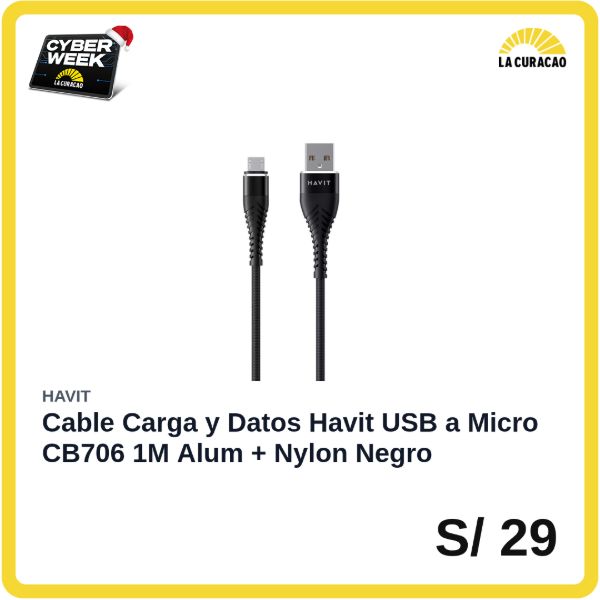 CYBER
WEEK
LA CURACAO
LA CURACAO
HAVIT
HAVIT
Cable Carga y Datos Havit USB a Micro
CB706 1M Alum + Nylon Negro
S/ 29